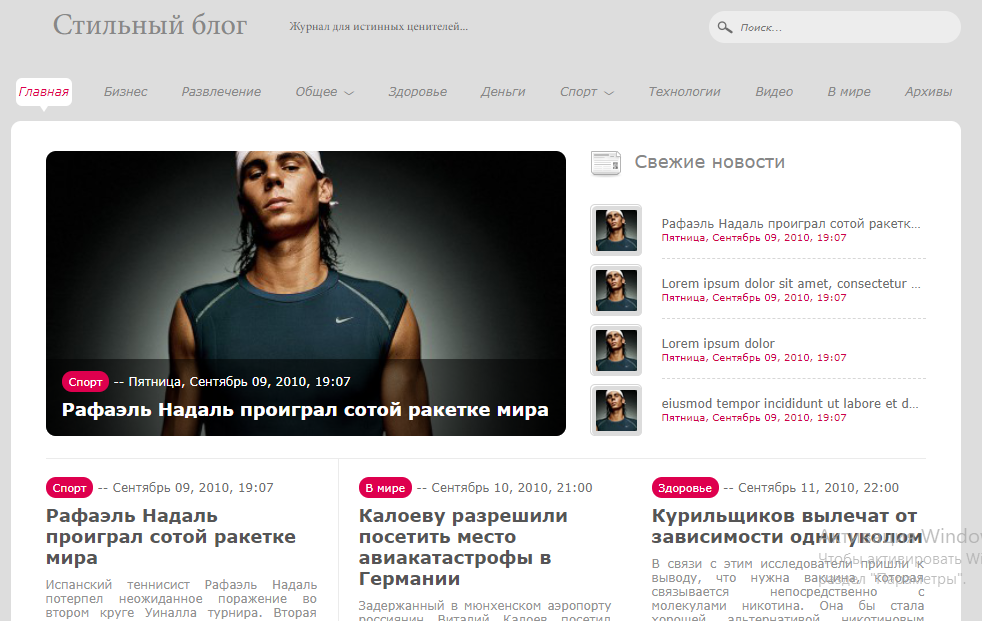 Стильный блог
Журнал для истинных ценителей...
Поиск...
Главная Бизнес Развлечение Общее Здоровье Деньги Спорт Технологии Видео В мире Архивы
Спорт -- Пятница, Сентябрь 09, 2010, 19:07
Рафаэль Надаль проиграл сотой ракетке мира
Свежие новости
Рафаэль Надаль проиграл сотой ракетк...
Пятница, Сентябрь 09, 2010, 19:07
Lorem ipsum dolor sit amet, consectetur ...
Пятница, Сентябрь 09, 2010, 19:07
Lorem ipsum dolor
Пятница, Сентябрь 09, 2010, 19:07
eiusmod tempor incididunt ut labore et d...
Пятница, Сентябрь 09, 2010, 19:07
Спорт -- Сентябрь 09, 2010, 19:07
Рафаэль Надаль
проиграл сотой ракетке
мира
Испанский теннисист Рафаэль Надаль
потерпел неожиданное поражение во
втором круге Уиналла турнира. Вторая
В мире -- Сентябрь 10, 2010, 21:00
Калоеву разрешили
посетить место
авиакатастрофы в
Германии
Задержанный в мюнхенском аэропорту
россиянин Виталий Калоев посетил
Здоровье -- Сентябрь 11, 2010, 22:00
Курильщиков вылечат от
зависимости одним уколом
В связи с этим исследователи пришли к
выводу, что нужна вакцина, которая
связывается непосредственно с
молекулами никотина. Она бы стала
хорошей альтернативой никотиновым
Активация Window
Чтобы активировать Wi
раздел "Параметры".